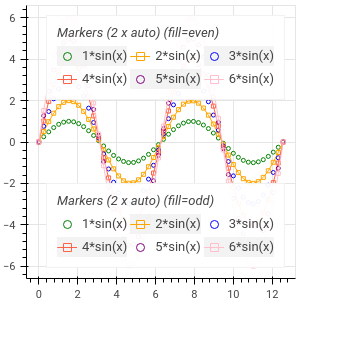 Markers (2 x auto) (fill=even)
1*sin(x) 2*sin(x) 3*sin(x)
4*sin(x) 5*sin(x) 6*sin(x)
Markers (2 x auto) (fill=odd)
1*sin(x) 2*sin(x) 3*sin(x)
4*sin(x) 5*sin(x) 6*sin(x)
6
4
2
0
−2
−4
−6
0 2 4 6 8 10 12